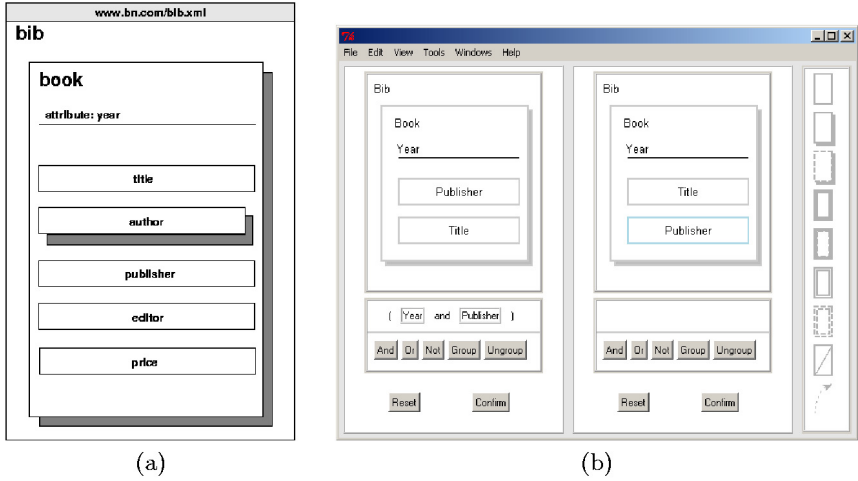 www.bn.com/bib.xml
bib
book
attribute: year
title
author
publisher
editor
price
(a)
File Edit View Tools Windows Help
Bib
Book
Year
Publisher
Title
( Year and Publisher )
And Or Not Group Ungroup
Reset Confirm
Bib
Book
Year
Title
Publisher
And Or Not Group Ungroup
Reset Confirm
(b)